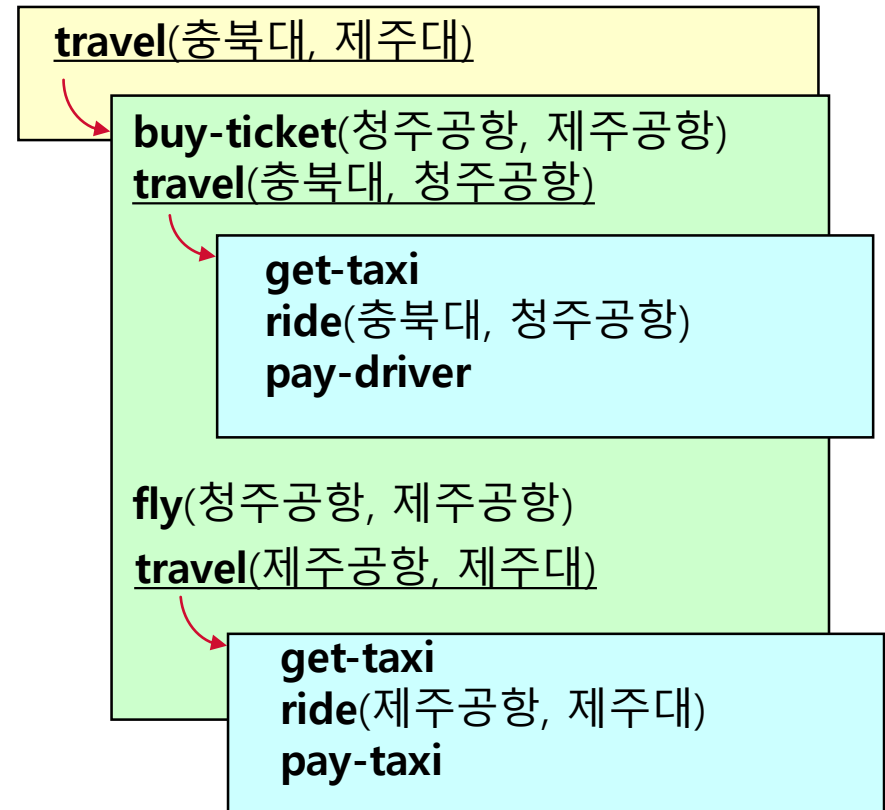 travel(충북대, 제주대)
buy-ticket(청주공항, 제주공항)
travel(충북대, 청주공항)
get-taxi
ride(충북대, 청주공항)
pay-driver
fly(청주공항, 제주공항)
travel(제주공항, 제주대)
get-taxi
ride(제주공항, 제주대)
pay-taxi